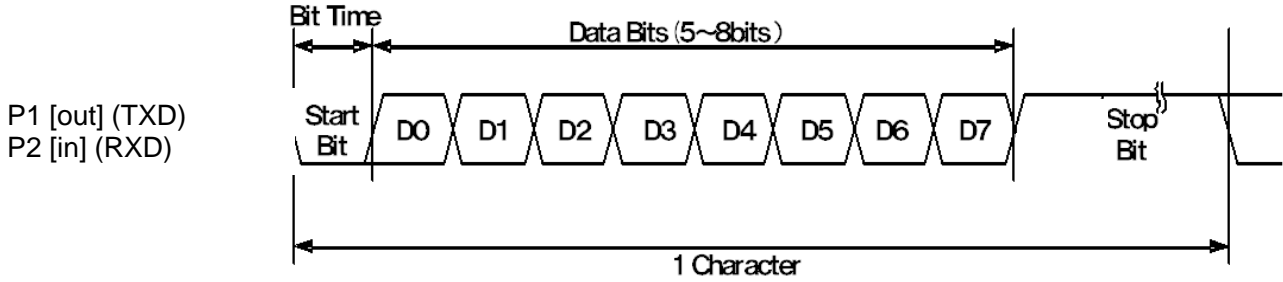 Bit Time
Data Bits (5~8bits)
P1 [out] (TXD)
P2 [in] (RXD)
Start
Bit
D0 D1 D2 D3 D4 D5 D6 D7
Stop
Bit
1 Character